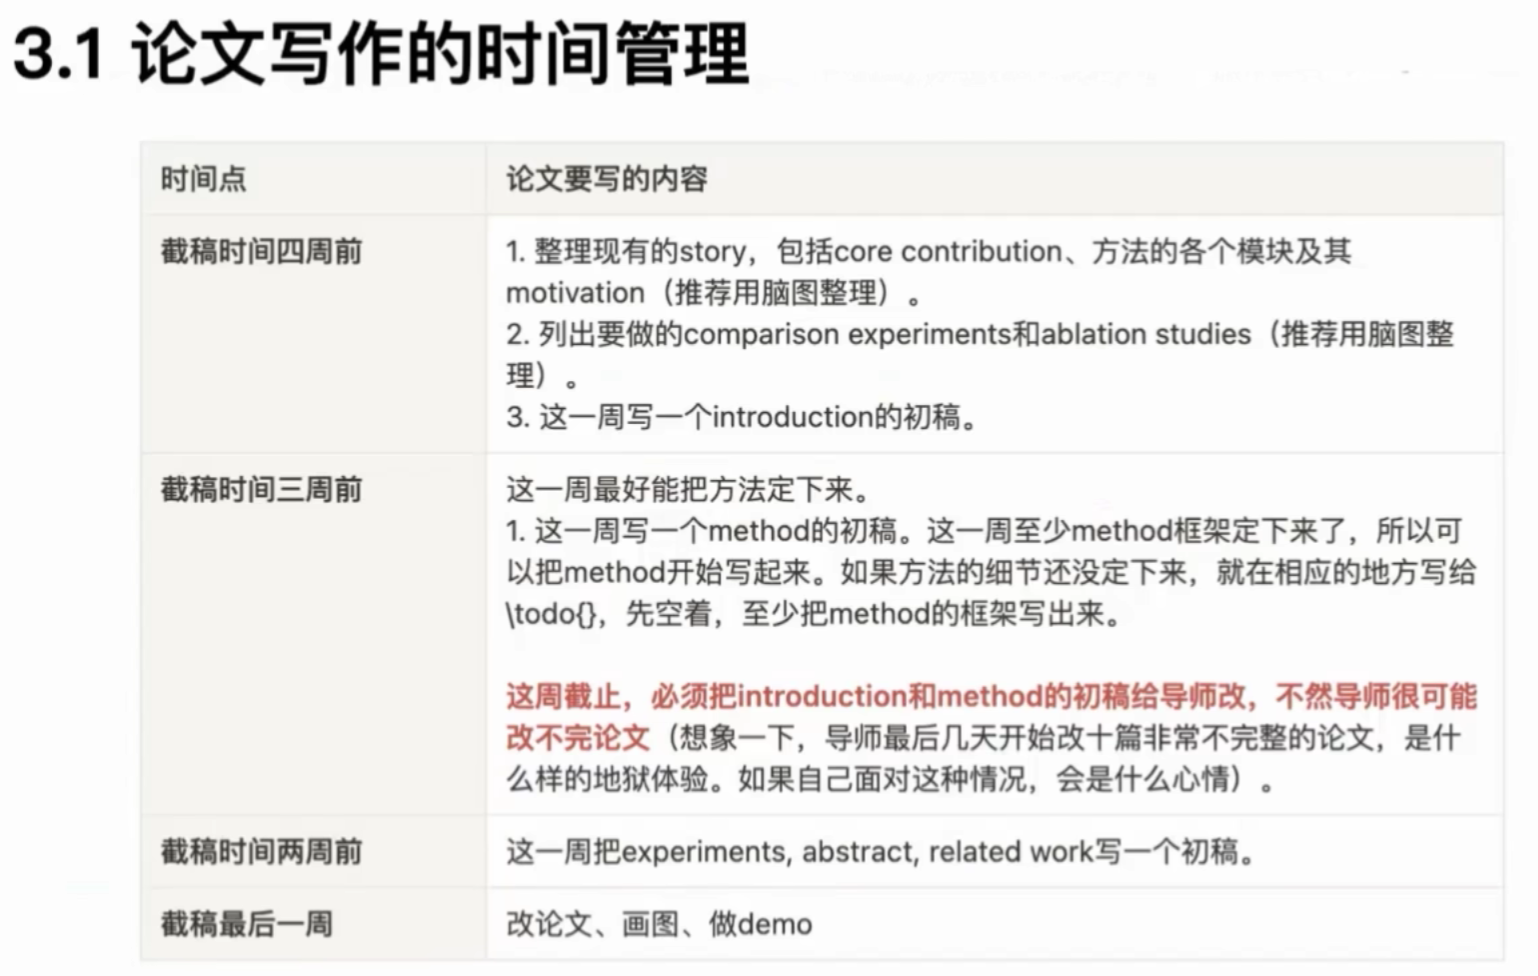 3.1 论文写作的时间管理
时间点
论文要写的内容
截稿时间四周前
1. 整理现有的story，包括core contribution、方法的各个模块及其
motivation（推荐用脑图整理）。
2. 列出要做的comparison experiments和ablation studies（推荐用脑图整
理）。
3. 这一周写一个introduction的初稿。
截稿时间三周前
这一周最好能把方法定下来。
1. 这一周写一个method的初稿。这一周至少method框架定下来了，所以可
以把method开始写起来。如果方法的细节还没定下来，就在相应的地方写给
\todo{}，先空着，至少把method的框架写出来。
这周截止，必须把introduction和method的初稿给导师改，不然导师很可能
改不完论文（想象一下，导师最后几天开始改十篇非常不完整的论文，是什
么样的地狱体验。如果自己面对这种情况，会是什么心情）。
截稿时间两周前
这一周把experiments, abstract, related work写一个初稿。
截稿最后一周
改论文、画图、做demo